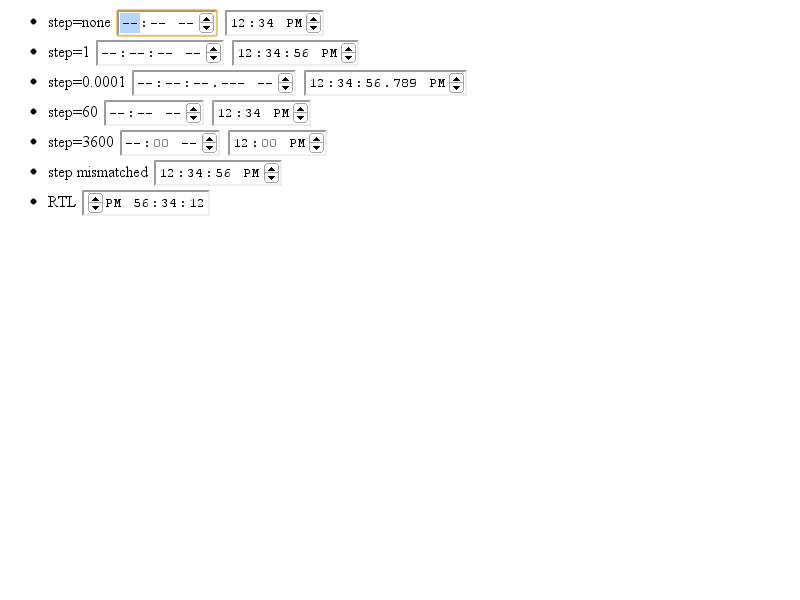 step=none --:-- -- 12:34 PM
step=1 --:--:-- -- 12:34:56 PM
step=0.0001 --:--:--.--- -- 12:34:56.789 PM
step=60 --:-- -- 12:34 PM
step=3600 --:00 -- 12:00 PM
step mismatched 12:34:56 PM
RTL PM 56:34:12